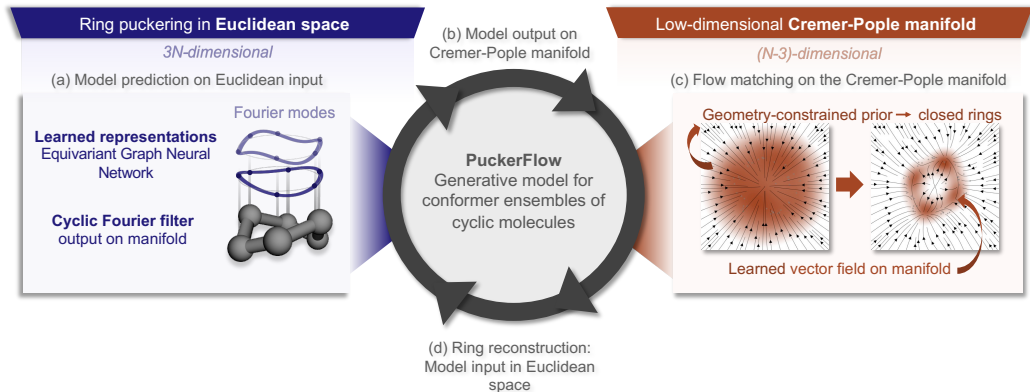 Ring puckering in Euclidean space
3N-dimensional
(a) Model prediction on Euclidean input
Fourier modes
Learned representations
Equivariant Graph Neural
Network
Cyclic Fourier filter
output on manifold
(b) Model output on
Cremer-Pople manifold
PuckerFlow
Generative model for
conformer ensembles of
cyclic molecules
(d) Ring reconstruction:
Model input in Euclidean
space
Low-dimensional Cremer-Pople manifold
(N-3)-dimensional
(c) Flow matching on the Cremer-Pople manifold
Geometry-constrained prior → closed rings
Learned vector field on manifold